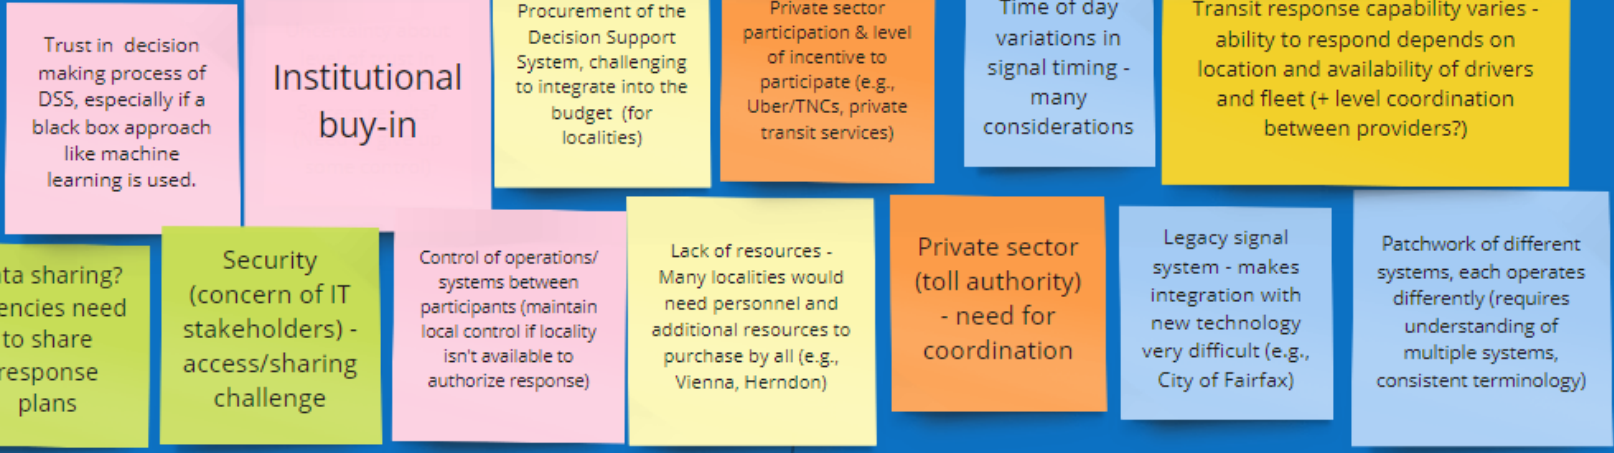 Trust in decision
making process of
DSS, especially if a
black box approach
like machine
learning is used.
Institutional
buy-in
Procurement of the
Decision Support
System, challenging
to integrate into the
budget (for
localities)
Private sector
participation & level
of incentive to
participate (e.g.,
Uber/TNCs, private
transit services)
Time of day
variations in
signal timing -
many
considerations
Transit response capability varies -
ability to respond depends on
location and availability of drivers
and fleet (+ level coordination
between providers?)
ta sharing?
encies need
to share
response
plans
Security
(concern of IT
stakeholders) -
access/sharing
challenge
Control of operations/
systems between
participants (maintain
local control if locality
isn't available to
authorize response)
Lack of resources -
Many localities would
need personnel and
additional resources to
purchase by all (e.g.,
Vienna, Herndon)
Private sector
(toll authority)
- need for
coordination
Legacy signal
system - makes
integration with
new technology
very difficult (e.g.,
City of Fairfax)
Patchwork of different
systems, each operates
differently (requires
understanding of
multiple systems,
consistent terminology)